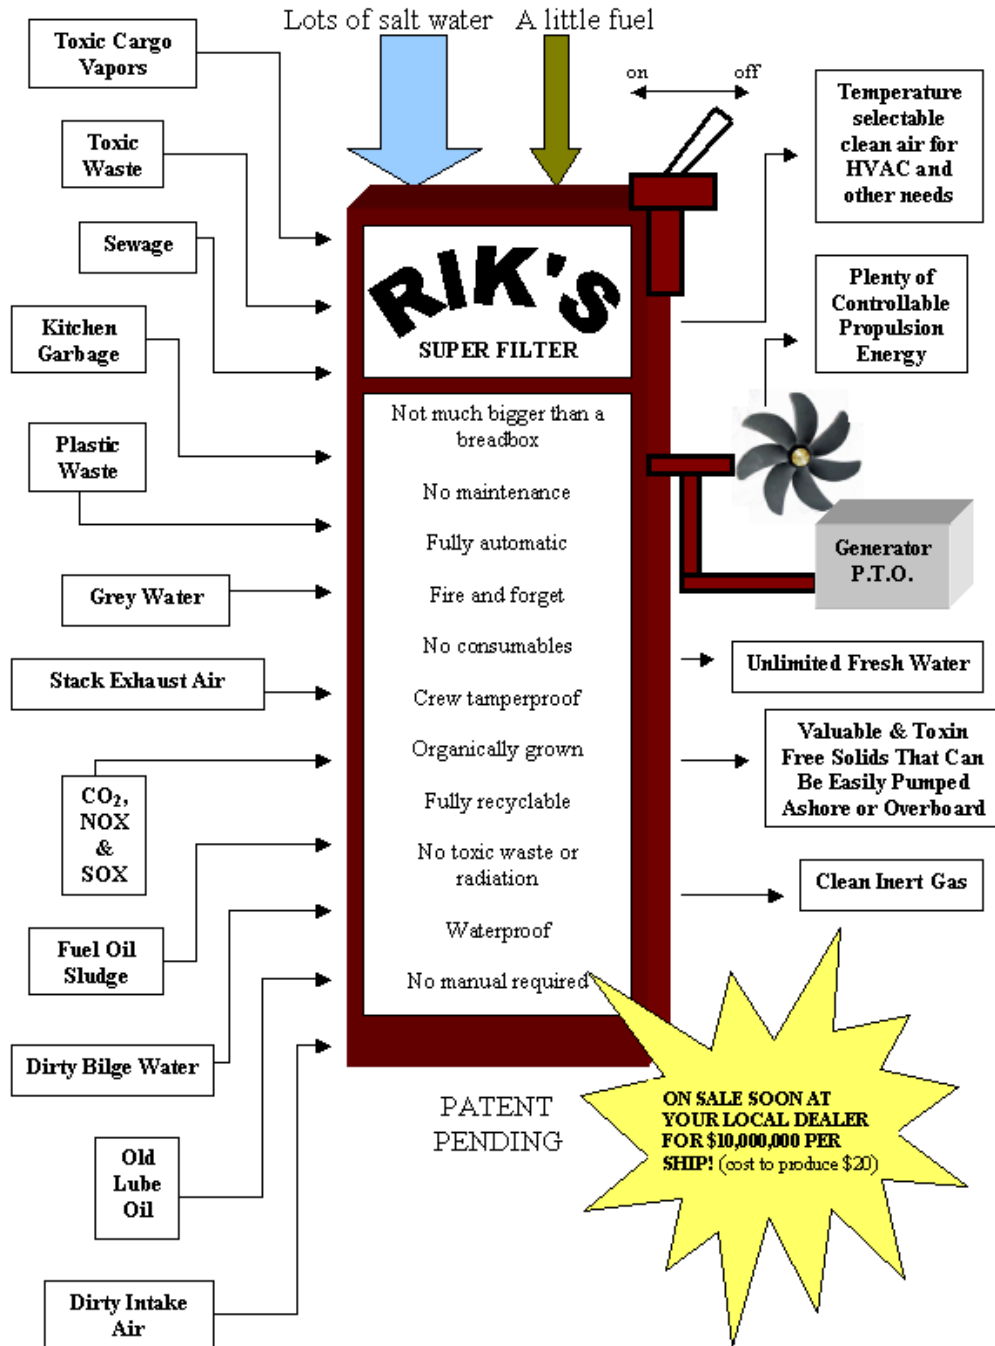 Lots of salt water
A little fuel
on
off
Toxic Cargo
Vapors
Toxic
Waste
Sewage
Kitchen
Garbage
Plastic
Waste
Grey Water
Stack Exhaust Air
CO₂,
NOX
&
SOX
Fuel Oil
Sludge
Dirty Bilge Water
Old
Lube
Oil
Dirty Intake
Air
RIK'S
SUPER FILTER
Not much bigger than a
breadbox
No maintenance
Fully automatic
Fire and forget
No consumables
Crew tamperproof
Organically grown
Fully recyclable
No toxic waste or
radiation
Waterproof
No manual required
PATENT
PENDING
Temperature
selectable
clean air for
HVAC and
other needs
Plenty of
Controllable
Propulsion
Energy
Generator
P.T.O.
Unlimited Fresh Water
Valuable & Toxin
Free Solids That Can
Be Easily Pumped
Ashore or Overboard
Clean Inert Gas
ON SALE SOON AT
YOUR LOCAL DEALER
FOR $10,000,000 PER
SHIP! (cost to produce $20)